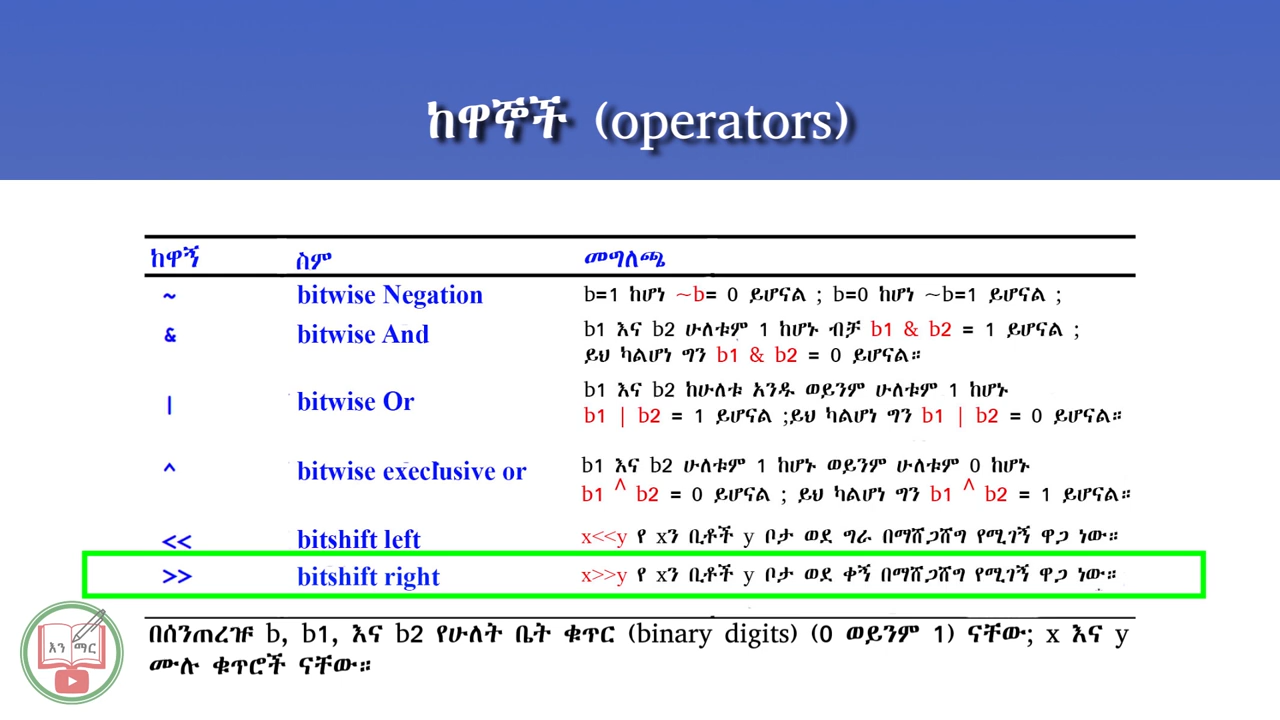 ከዋኞች (operators)
ከዋኝ ስም መግለጫ
~ bitwise Negation b=1 ከሆነ ~b= 0 ይሆናል ; b=0 ከሆነ ~b=1 ይሆናል ;
& bitwise And b1 እና b2 ሁለቱም 1 ከሆኑ ብቻ b1 & b2 = 1 ይሆናል ;
ይህ ካልሆነ ግን b1 & b2 = 0 ይሆናል።
| bitwise Or b1 እና b2 ከሁለቱ አንዱ ወይንም ሁለቱም 1 ከሆኑ
b1 | b2 = 1 ይሆናል ;ይህ ካልሆነ ግን b1 | b2 = 0 ይሆናል።
^ bitwise execlusive or b1 እና b2 ሁለቱም 1 ከሆኑ ወይንም ሁለቱም 0 ከሆኑ
b1 ^ b2 = 0 ይሆናል ; ይህ ካልሆነ ግን b1 ^ b2 = 1 ይሆናል።
<< bitshift left x<<y የ xን ቢቶች y ቦታ ወደ ግራ በማሸጋሸግ የሚገኝ ዋጋ ነው።
>> bitshift right x>>y የ xን ቢቶች y ቦታ ወደ ቀኝ በማሸጋሸግ የሚገኝ ዋጋ ነው።
በሰንጠረዡ b, b1, እና b2 የሁለት ቤት ቁጥር (binary digits) (0 ወይንም 1) ናቸው; x እና y
ሙሉ ቁጥሮች ናቸው።
እን ማር